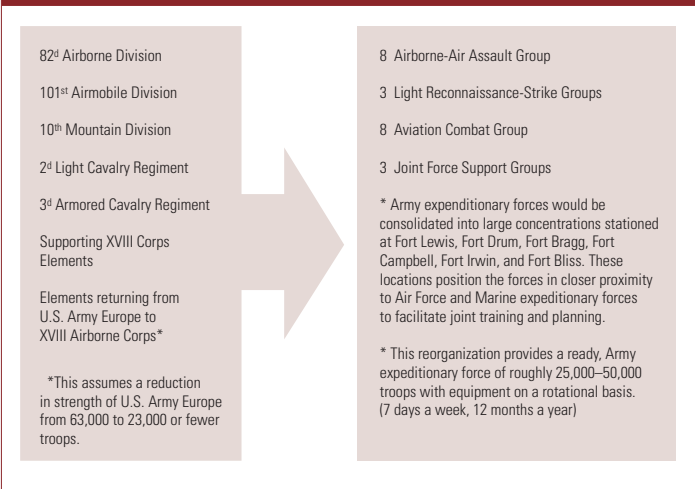 82d Airborne Division
101st Airmobile Division
10th Mountain Division
2d Light Cavalry Regiment
3d Armored Cavalry Regiment
Supporting XVIII Corps
Elements
Elements returning from
U.S. Army Europe to
XVIII Airborne Corps*
*This assumes a reduction
in strength of U.S. Army Europe
from 63,000 to 23,000 or fewer
troops.
8 Airborne-Air Assault Group
3 Light Reconnaissance-Strike Groups
8 Aviation Combat Group
3 Joint Force Support Groups
* Army expenditionary forces would be
consolidated into large concentrations stationed
at Fort Lewis, Fort Drum, Fort Bragg, Fort
Campbell, Fort Irwin, and Fort Bliss. These
locations position the forces in closer proximity
to Air Force and Marine expeditionary forces
to facilitate joint training and planning.
* This reorganization provides a ready, Army
expeditionary force of roughly 25,000–50,000
troops with equipment on a rotational basis.
(7 days a week, 12 months a year)